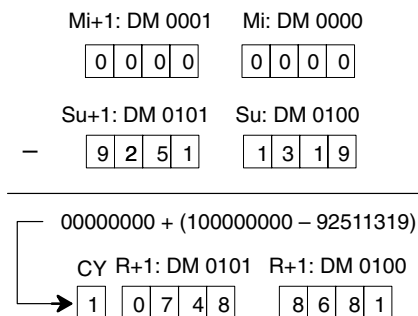 Mi+1: DM 0001 Mi: DM 0000
0 0 0 0 0 0 0 0
Su+1: DM 0101 Su: DM 0100
– 9 2 5 1 1 3 1 9
00000000 + (100000000 – 92511319)
CY R+1: DM 0101 R+1: DM 0100
1 0 7 4 8 8 6 8 1